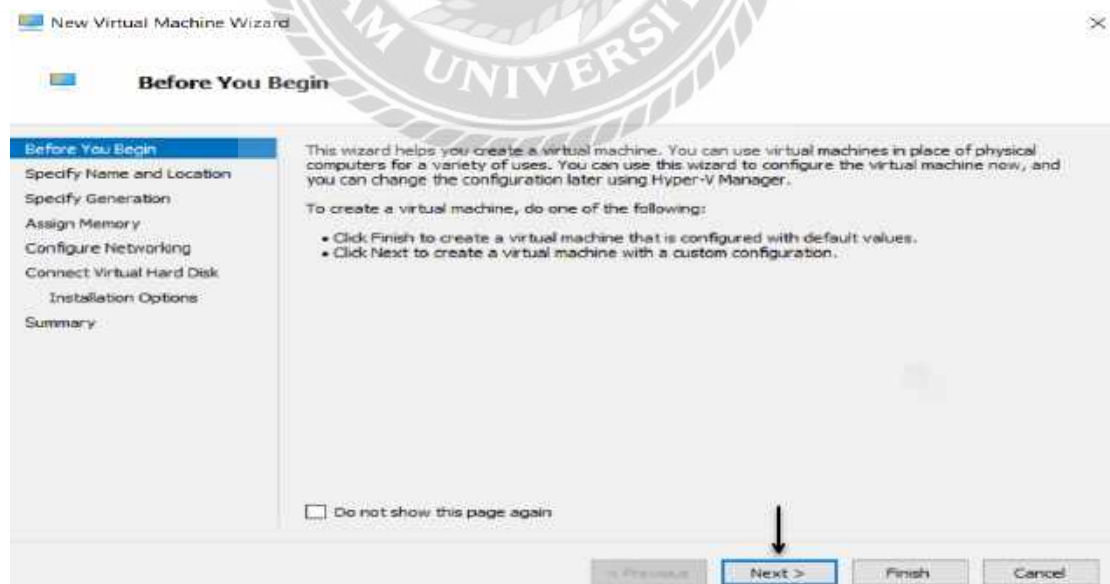 New Virtual Machine Wizard
UNIVERSI
Before You Begin
Before You Begin
Specify Name and Location
Specify Generation
Assign Memory
Configure Networking
Connect Virtual Hard Disk
Installation Options
Summary
This wizard helps you create a virtual machine. You can use virtual machines in place of physical
computers for a variety of uses. You can use this wizard to configure the virtual machine now, and
you can change the configuration later using Hyper-V Manager.
To create a virtual machine, do one of the following:
• Click Finish to create a virtual machine that is configured with default values.
• Click Next to create a virtual machine with a custom configuration.
Do not show this page again
< Previous
Next >
Finish
Cancel